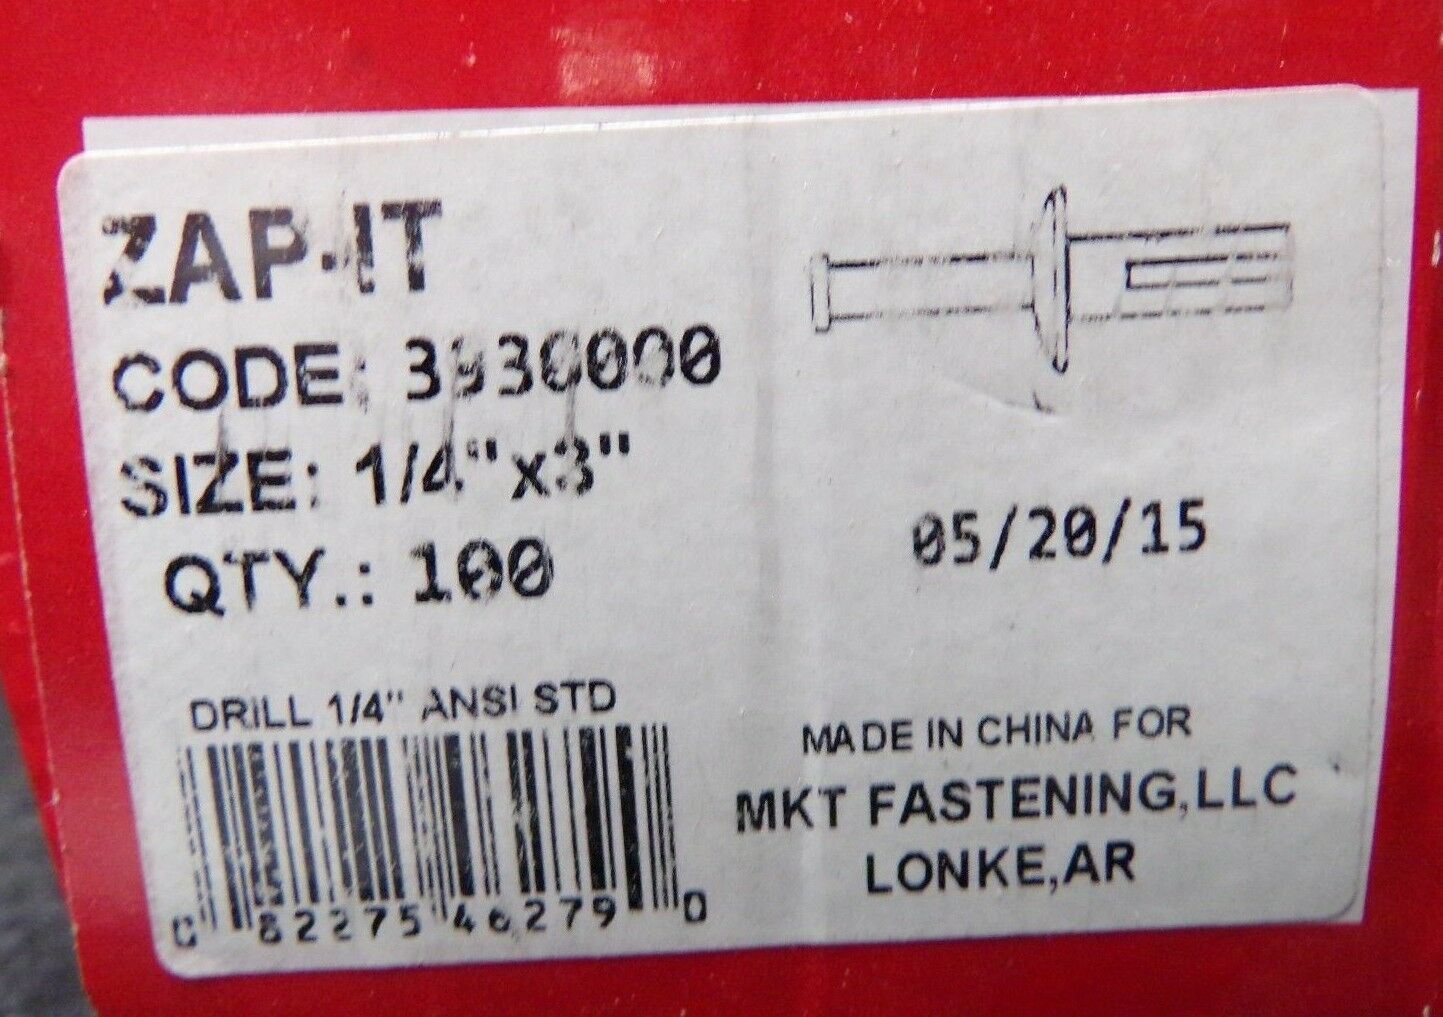 ZAP-IT
CODE:
SIZE: 1/4"x3"
QTY.: 100
05/20/15
DRILL 1/4" ANSI STD
0 82275 46279 0
MADE IN CHINA FOR
MKT FASTENING,LLC
LONKE,AR